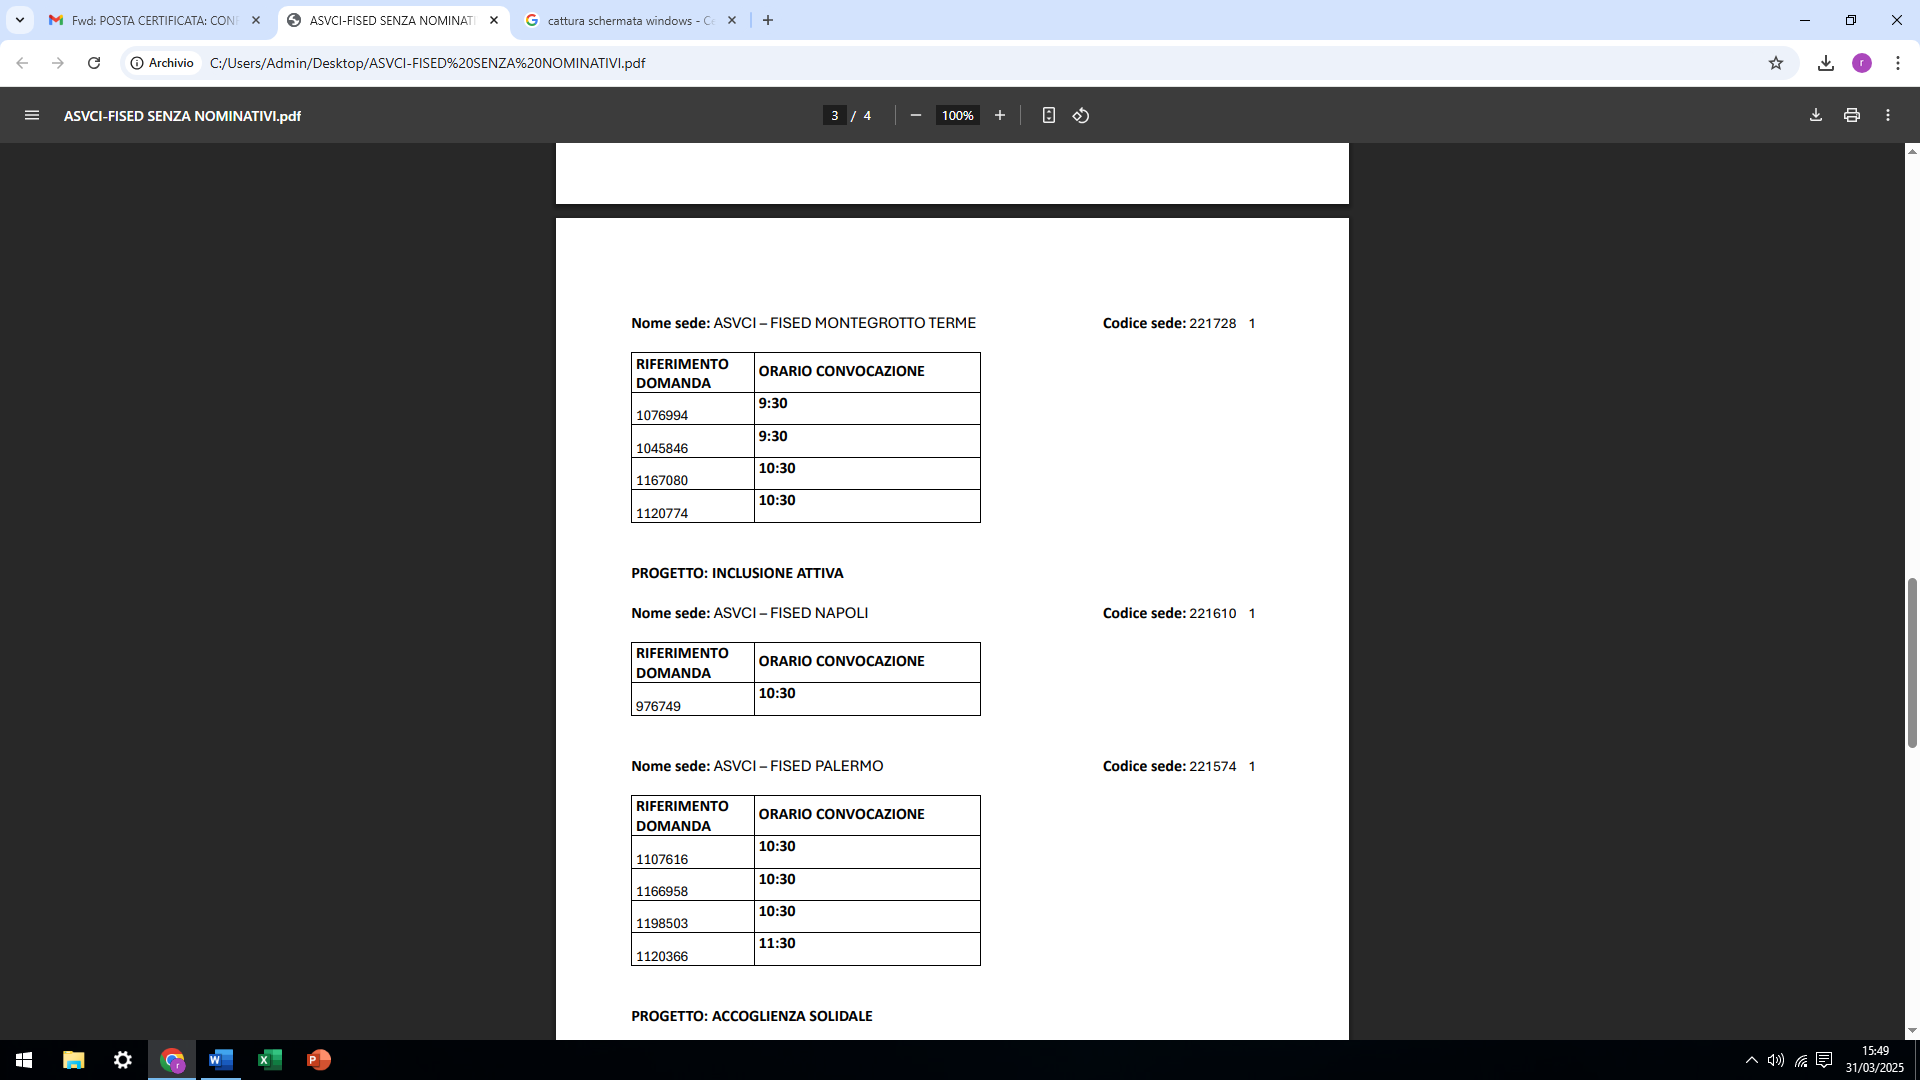 Fwd: POSTA CERTIFICATA: CONF
ASVCI-FISED SENZA NOMINATI
cattura schermata windows - Ce
Archivio
C:/Users/Admin/Desktop/ASVCI-FISED%20SENZA%20NOMINATIVI.pdf
r
ASVCI-FISED SENZA NOMINATIVI.pdf
3 / 4
100%
Nome sede: ASVCI – FISED MONTEGROTTO TERME Codice sede: 221728 1
RIFERIMENTO
DOMANDA
ORARIO CONVOCAZIONE
1076994 9:30
1045846 9:30
1167080 10:30
1120774 10:30
PROGETTO: INCLUSIONE ATTIVA
Nome sede: ASVCI – FISED NAPOLI Codice sede: 221610 1
RIFERIMENTO
DOMANDA
ORARIO CONVOCAZIONE
976749 10:30
Nome sede: ASVCI – FISED PALERMO Codice sede: 221574 1
RIFERIMENTO
DOMANDA
ORARIO CONVOCAZIONE
1107616 10:30
1166958 10:30
1198503 10:30
1120366 11:30
PROGETTO: ACCOGLIENZA SOLIDALE
15:49
31/03/2025